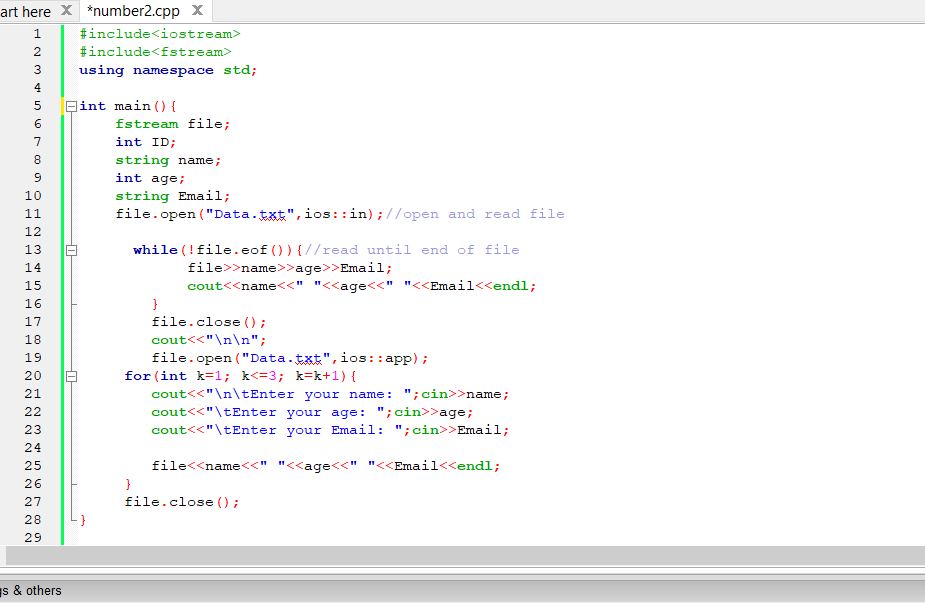 art here *number2.cpp
1 #include<iostream>
2 #include<fstream>
3 using namespace std;
4
5 int main(){
6 fstream file;
7 int ID;
8 string name;
9 int age;
10 string Email;
11 file.open("Data.txt",ios::in);//open and read file
12
13 while(!file.eof()){//read until end of file
14 file>>name>>age>>Email;
15 cout<<name<<" "<<age<<" "<<Email<<endl;
16 }
17 file.close();
18 cout<<"\n\n";
19 file.open("Data.txt",ios::app);
20 for(int k=1; k<=3; k=k+1){
21 cout<<"\n\tEnter your name: ";cin>>name;
22 cout<<"\tEnter your age: ";cin>>age;
23 cout<<"\tEnter your Email: ";cin>>Email;
24
25 file<<name<<" "<<age<<" "<<Email<<endl;
26 }
27 file.close();
28 }
29
gs & others